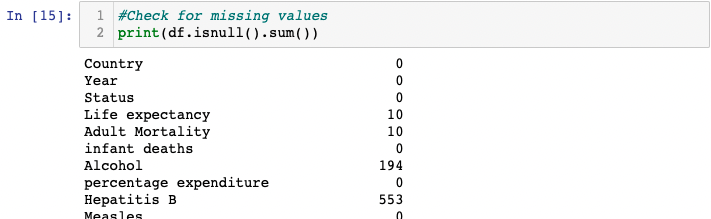 In [15]: 1 #Check for missing values
2 print(df.isnull().sum())
Country 0
Year 0
Status 0
Life expectancy 10
Adult Mortality 10
infant deaths 0
Alcohol 194
percentage expenditure 0
Hepatitis B 553
Measles 0